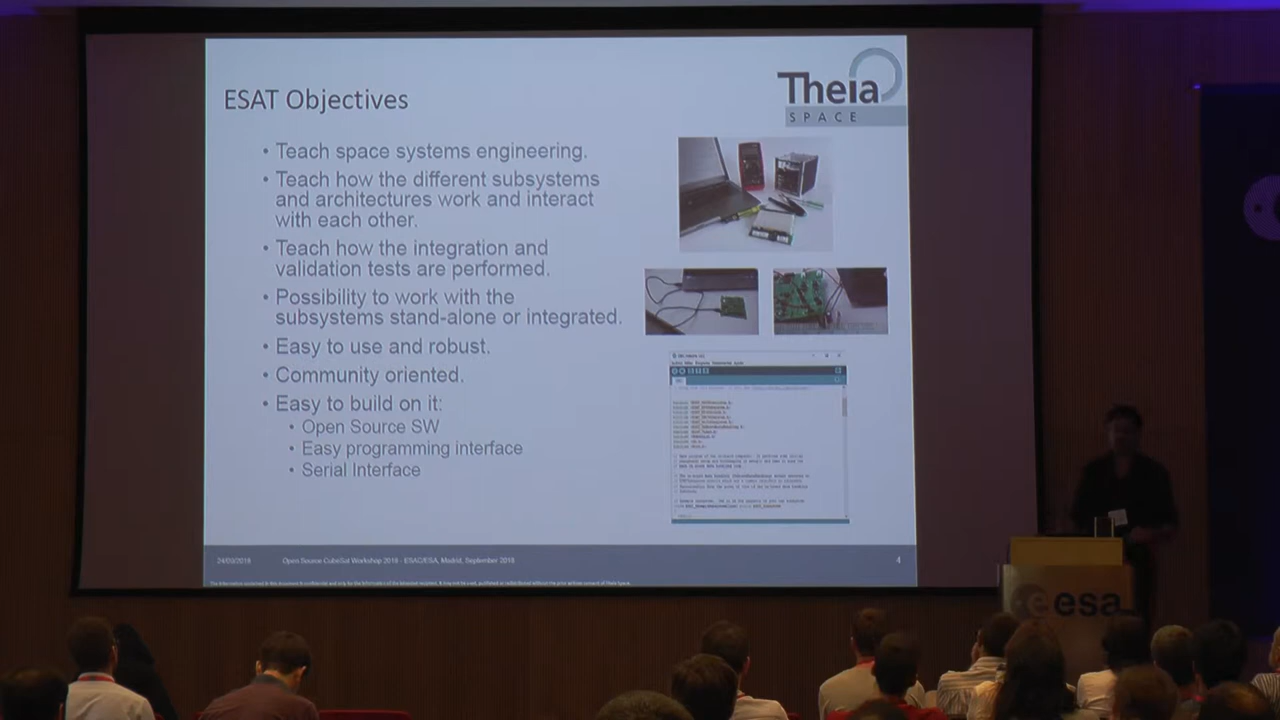 ESAT Objectives
Theia
SPACE
• Teach space systems engineering.
• Teach how the different subsystems
and architectures work and interact
with each other.
• Teach how the integration and
validation tests are performed.
• Possibility to work with the
subsystems stand-alone or integrated.
• Easy to use and robust.
• Community oriented.
• Easy to build on it:
• Open Source SW
• Easy programming interface
• Serial Interface
24/09/2018 Open Source CubeSat Workshop 2018 - ESAC/ESA, Madrid, September 2018 4
esa